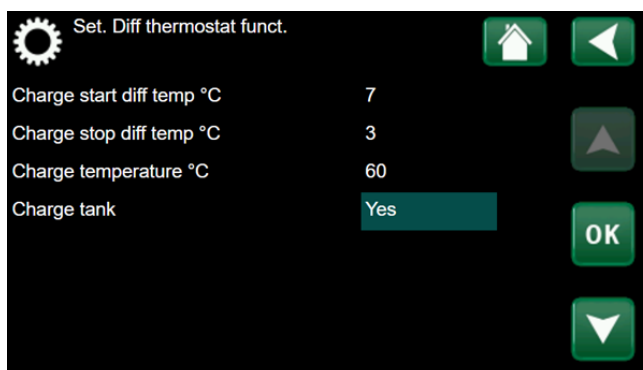 Set. Diff thermostat funct.
Charge start diff temp °C 7
Charge stop diff temp °C 3
Charge temperature °C 60
Charge tank Yes
OK